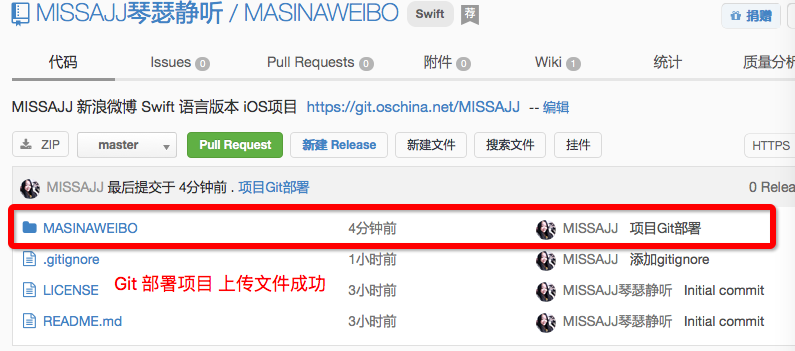 MISSAJJ琴瑟静听 / MASINAWEIBO Swift 荐 捐赠
代码 Issues 0 Pull Requests 0 附件 0 Wiki 1 统计 质量分析
MISSAJJ 新浪微博 Swift 语言版本 iOS项目 https://git.oschina.net/MISSAJJ -- 编辑
ZIP master Pull Request 新建 Release 新建文件 搜索文件 挂件 HTTPS
MISSAJJ 最后提交于 4分钟前 . 项目Git部署 0 Relea
MASINAWEIBO 4分钟前 MISSAJJ 项目Git部署
.gitignore 1小时前 MISSAJJ 添加gitignore
LICENSE Git 部署项目 上传文件成功 3小时前 MISSAJJ琴瑟静听 Initial commit
README.md 3小时前 MISSAJJ琴瑟静听 Initial commit